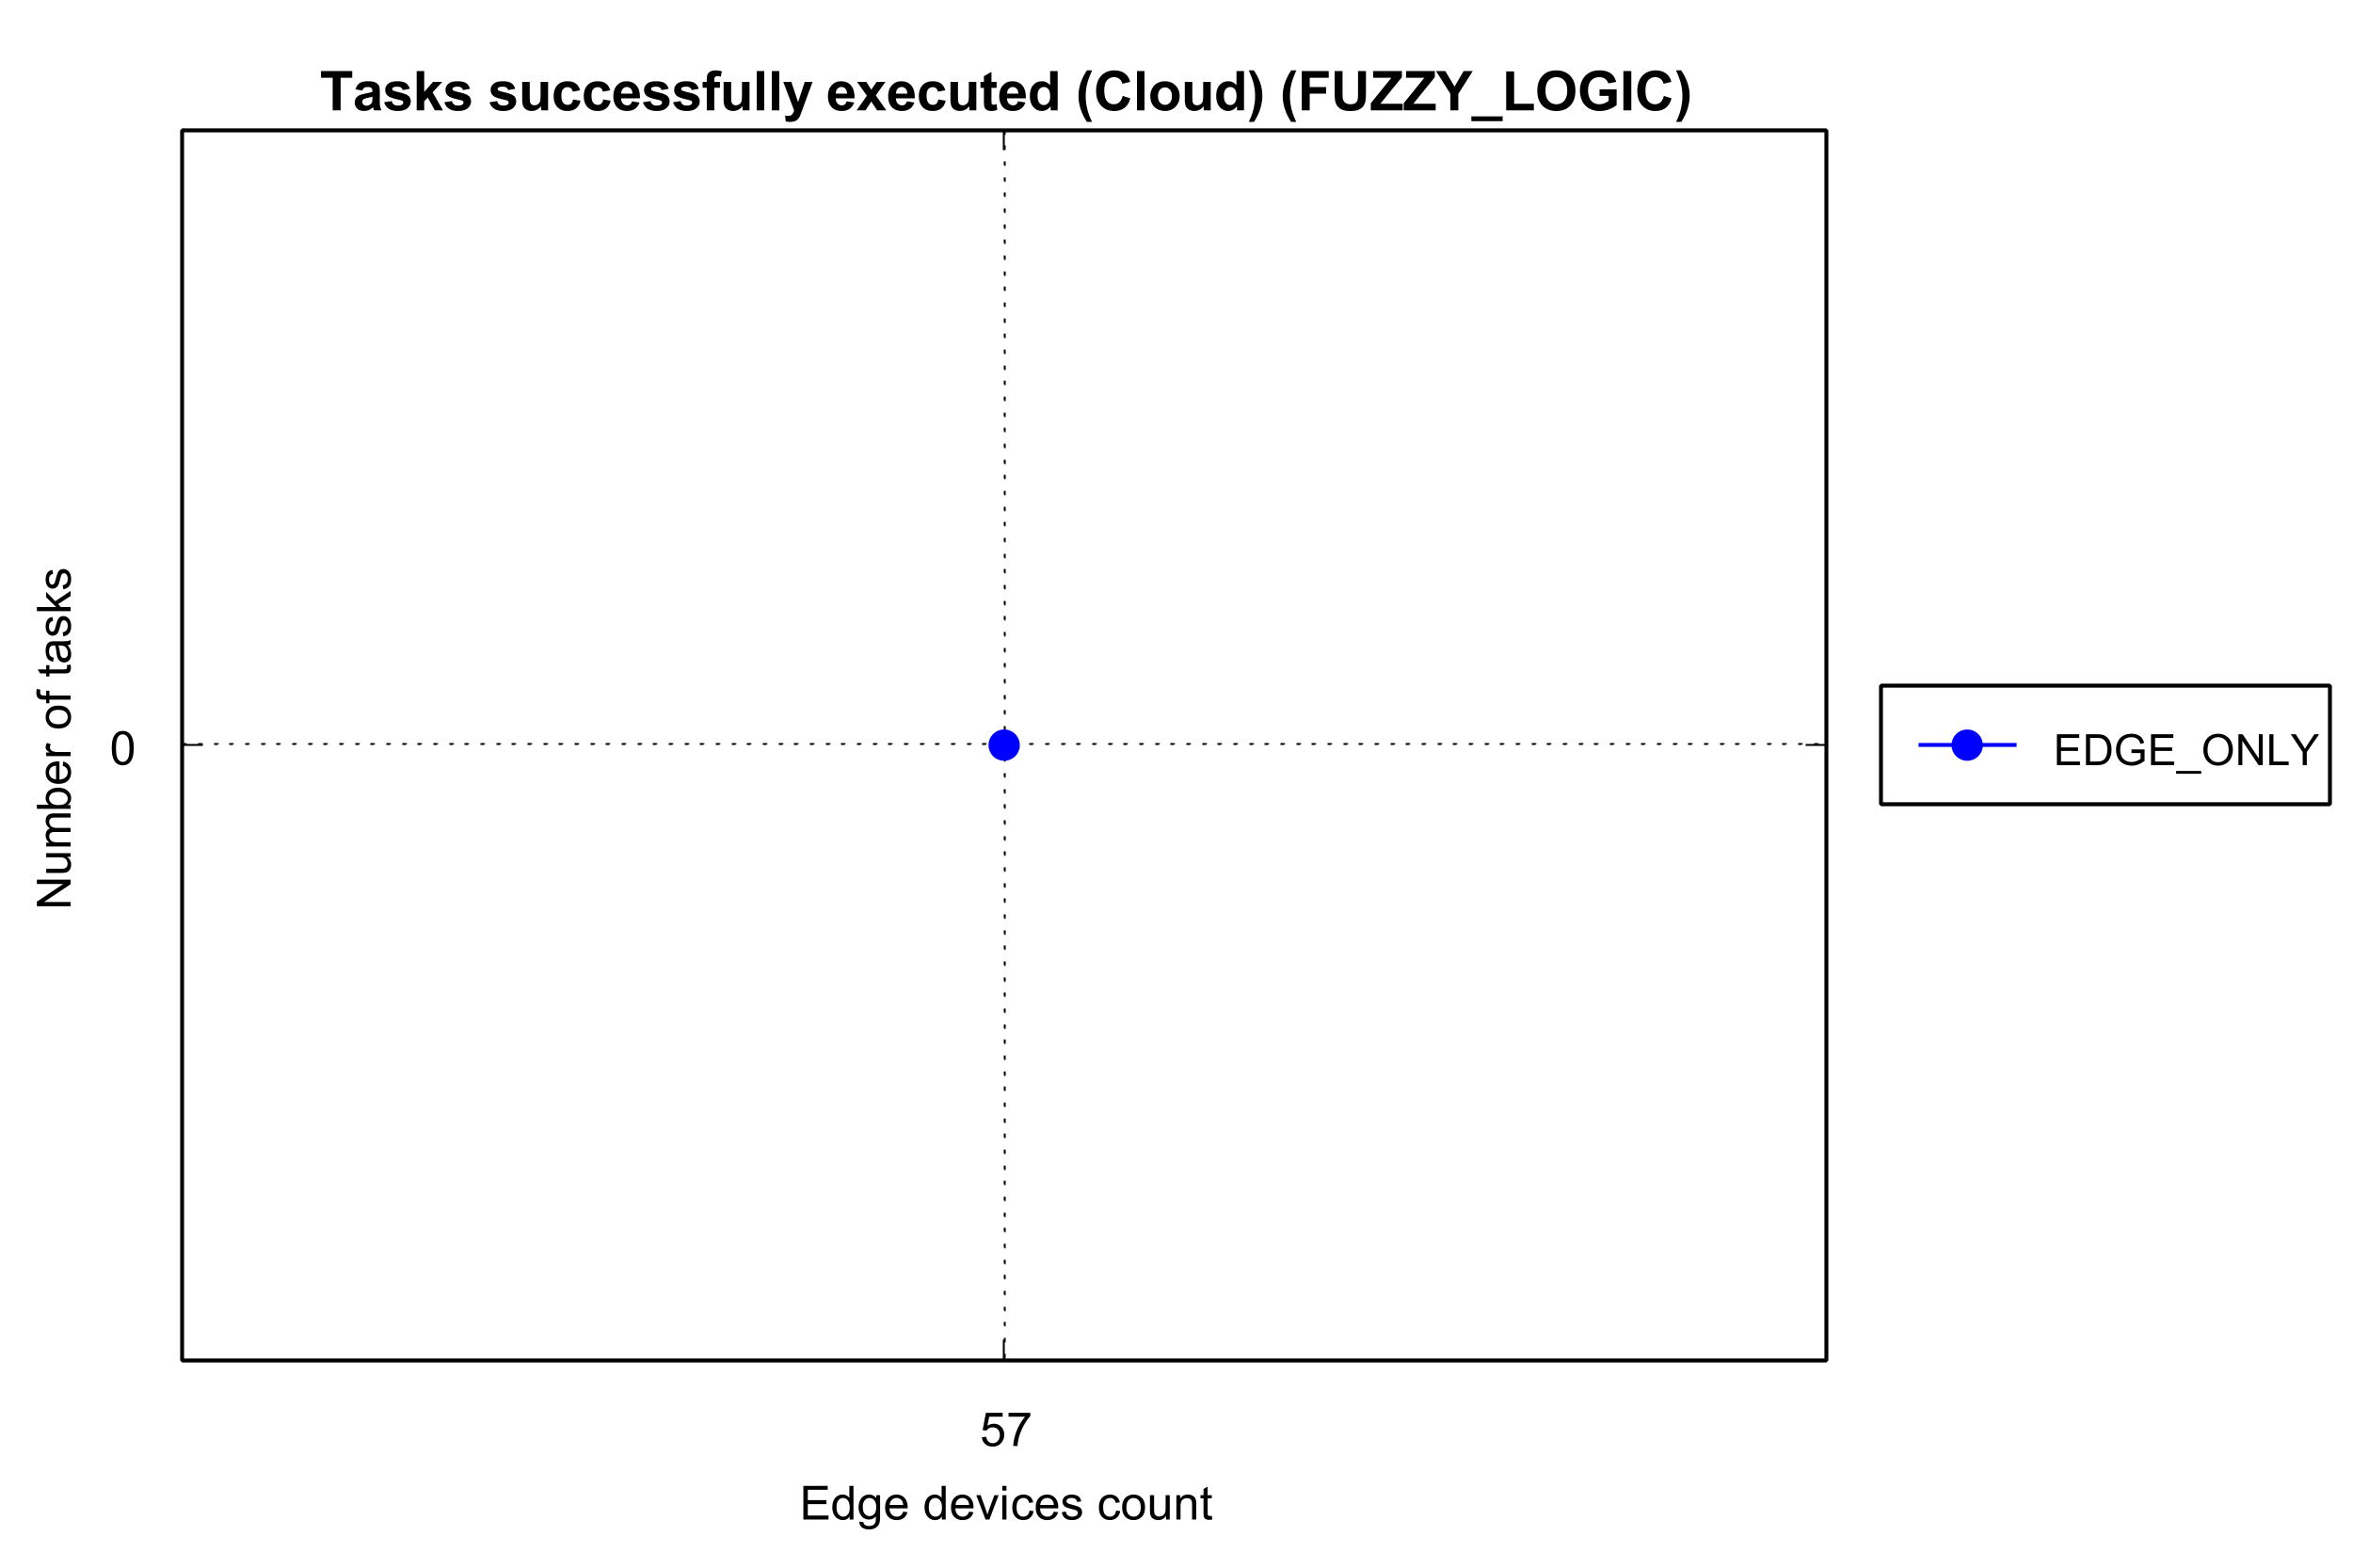 Tasks successfully executed (Cloud) (FUZZY_LOGIC)
Number of tasks
0
EDGE_ONLY
57
Edge devices count